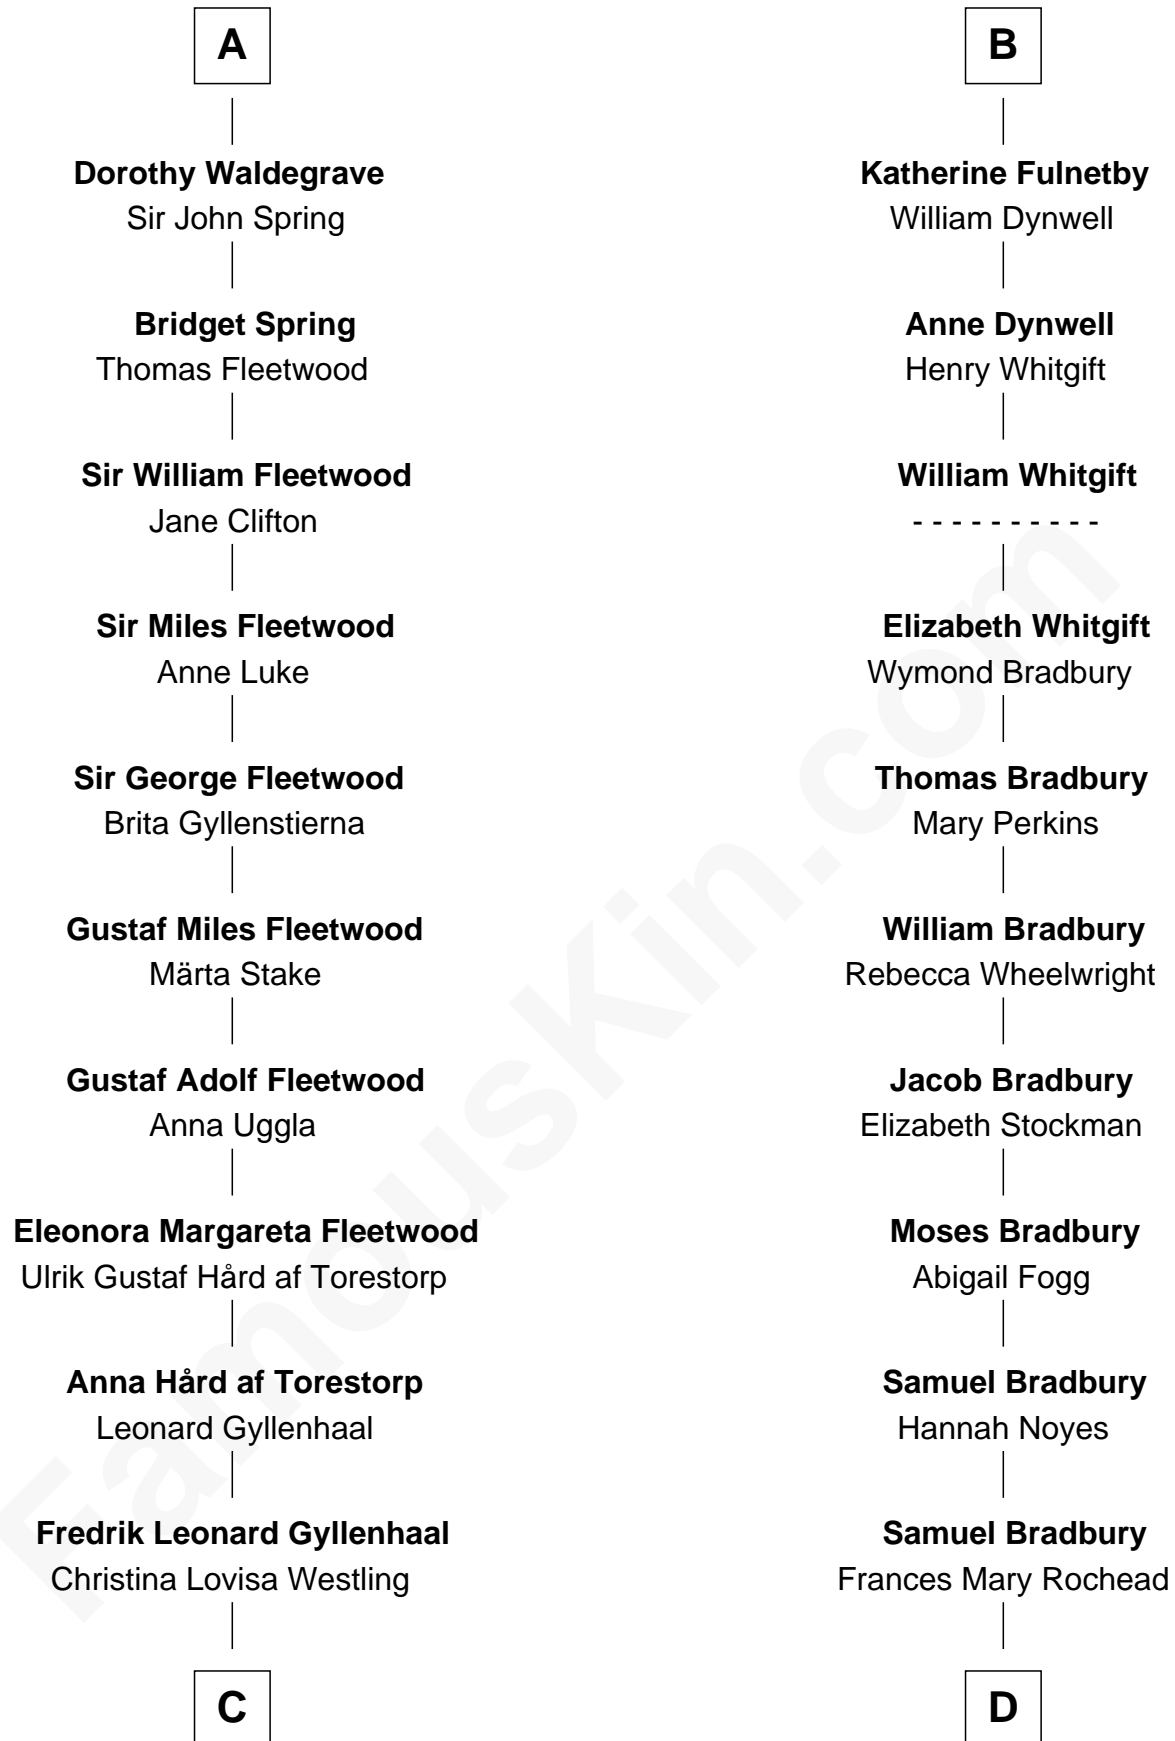 A
Dorothy Waldegrave
Sir John Spring
Bridget Spring
Thomas Fleetwood
Sir William Fleetwood
Jane Clifton
Sir Miles Fleetwood
Anne Luke
Sir George Fleetwood
Brita Gyllenstierna
Gustaf Miles Fleetwood
Märta Stake
Gustaf Adolf Fleetwood
Anna Uggla
Eleonora Margareta Fleetwood
Ulrik Gustaf Hård af Torestorp
Anna Hård af Torestorp
Leonard Gyllenhaal
Fredrik Leonard Gyllenhaal
Christina Lovisa Westling
C
B
Katherine Fulnetby
William Dynwell
Anne Dynwell
Henry Whitgift
William Whitgift
- - - - - - - - - -
Elizabeth Whitgift
Wymond Bradbury
Thomas Bradbury
Mary Perkins
William Bradbury
Rebecca Wheelwright
Jacob Bradbury
Elizabeth Stockman
Moses Bradbury
Abigail Fogg
Samuel Bradbury
Hannah Noyes
Samuel Bradbury
Frances Mary Rochead
D
FamousKin.com